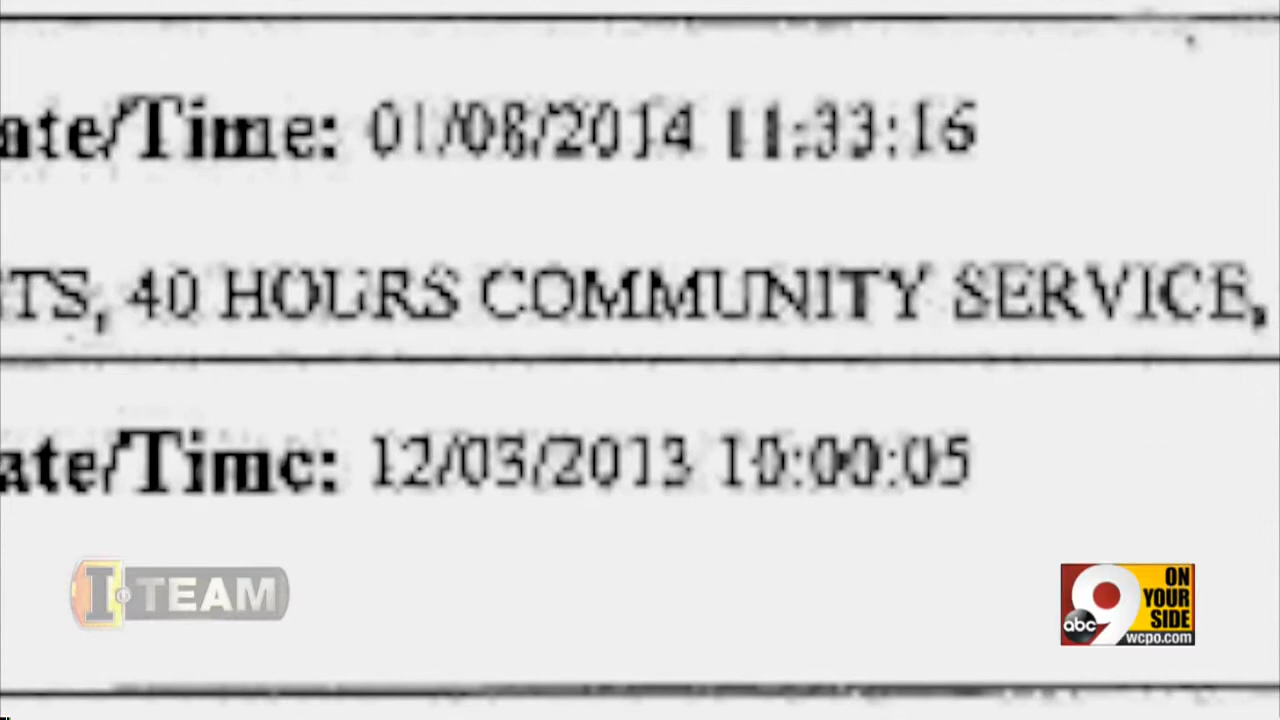 ate/Time: 01/08/2014 11:33:16
TS, 40 HOURS COMMUNITY SERVICE,
ate/Time: 12/03/2013 10:00:05
I-TEAM
abc 9 ON YOUR SIDE
wcpo.com